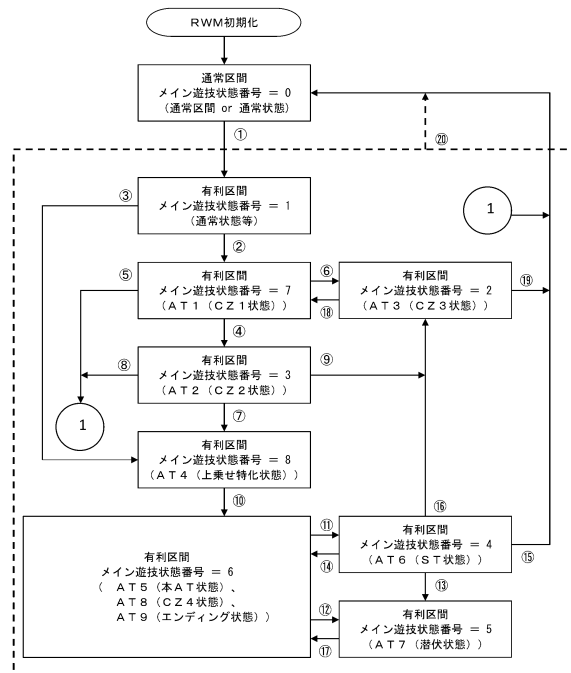 RWM初期化
通常区間
メイン遊技状態番号 = 0
(通常区間 or 通常状態)
①
⑳
有利区間
メイン遊技状態番号 = 1
(通常状態等)
③
1
②
有利区間
メイン遊技状態番号 = 7
(AT1(CZ1状態))
⑤
⑥
⑱
有利区間
メイン遊技状態番号 = 2
(AT3(CZ3状態))
⑲
④
有利区間
メイン遊技状態番号 = 3
(AT2(CZ2状態))
⑧
⑨
1
⑦
有利区間
メイン遊技状態番号 = 8
(AT4(上乗せ特化状態))
⑩
⑯
有利区間
メイン遊技状態番号 = 6
( AT5(本AT状態)、
AT8(CZ4状態)、
AT9(エンディング状態))
⑪
⑭
有利区間
メイン遊技状態番号 = 4
(AT6(ST状態))
⑮
⑬
⑫
⑰
有利区間
メイン遊技状態番号 = 5
(AT7(潜伏状態))